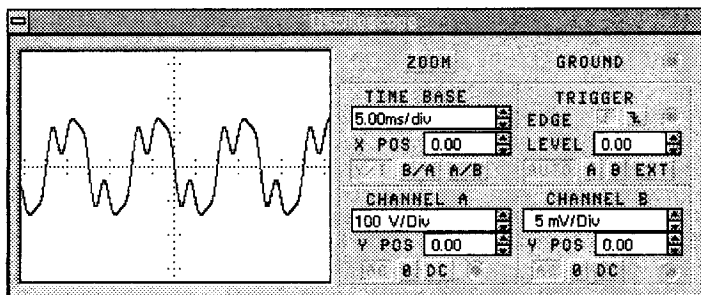 Oscilloscope
ZOOM GROUND
TIME BASE TRIGGER
5.00ms/div EDGE
X POS 0.00 LEVEL 0.00
Y/T B/A A/B AUTO A B EXT
CHANNEL A CHANNEL B
100 V/Div 5 mV/Div
Y POS 0.00 Y POS 0.00
AC 0 DC AC 0 DC